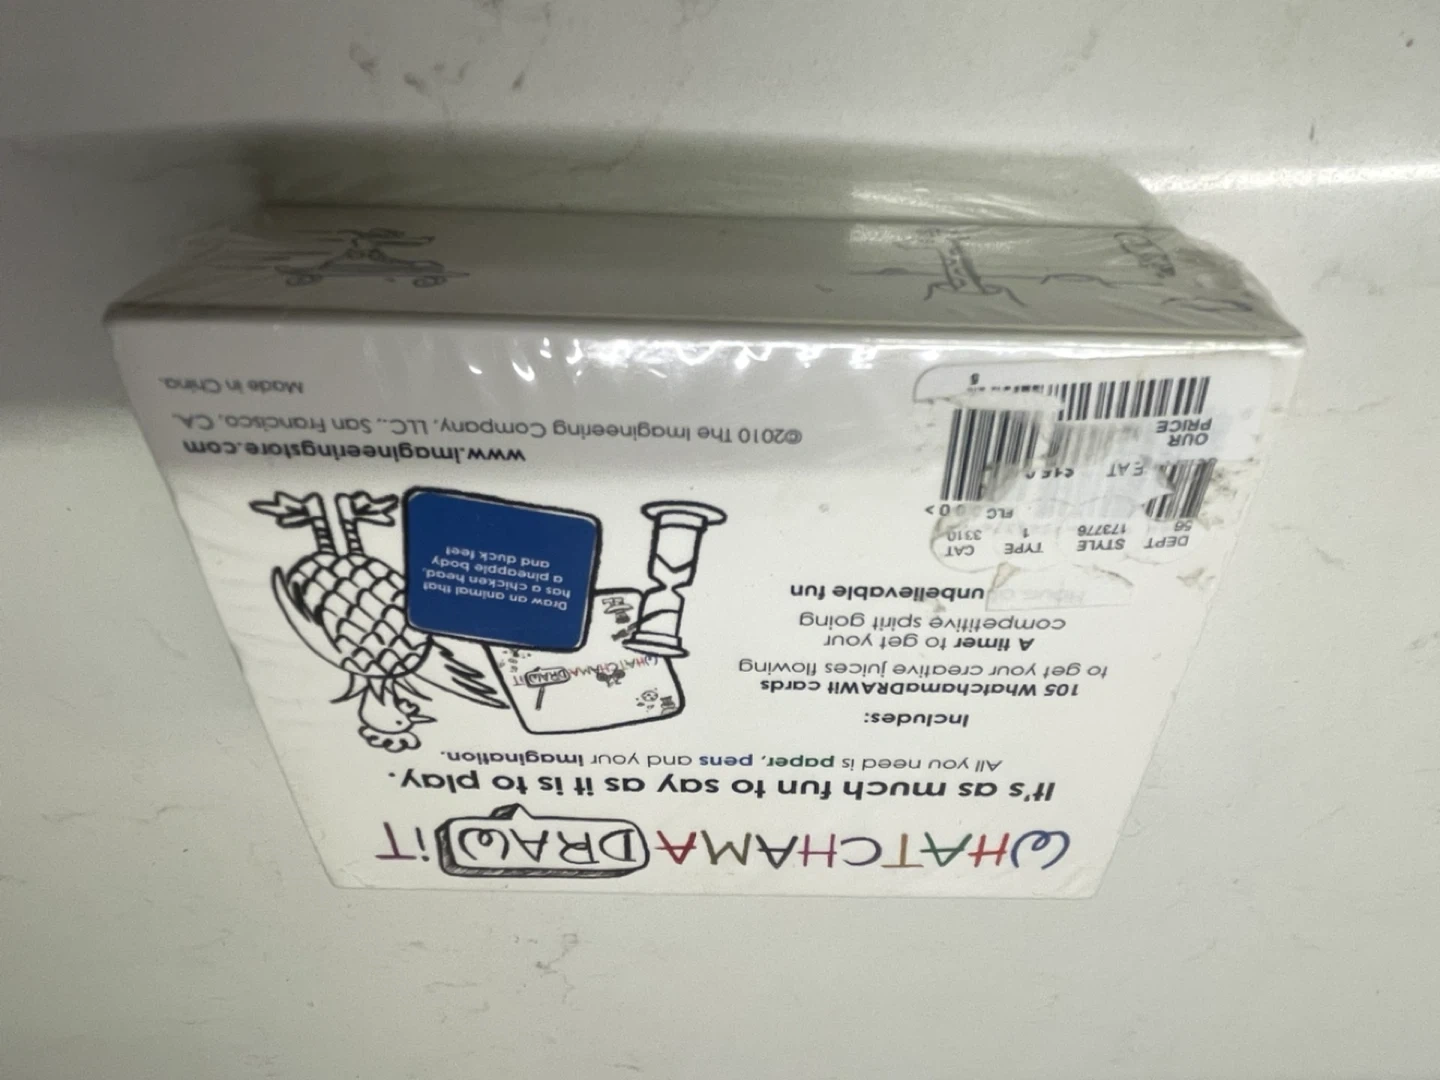 WHATCHAMADRAWiT
It's as much fun to say as it is to play.
All you need is paper, pens and your imagination.
Includes:
105 WhatchamaDRAWit cards
to get your creative juices flowing
A timer to get your
competitive spirit going
unbelievable fun
WHATCHAMADRAWiT
Draw an animal that
has a chicken head,
a pineapple body
and duck feet
DEPT STYLE TYPE CAT
56 173776 1 3310
FLC
OUR
PRICE
www.imagineeringstore.com
©2010 The Imagineering Company, LLC., San Francisco, CA.
Made in China.